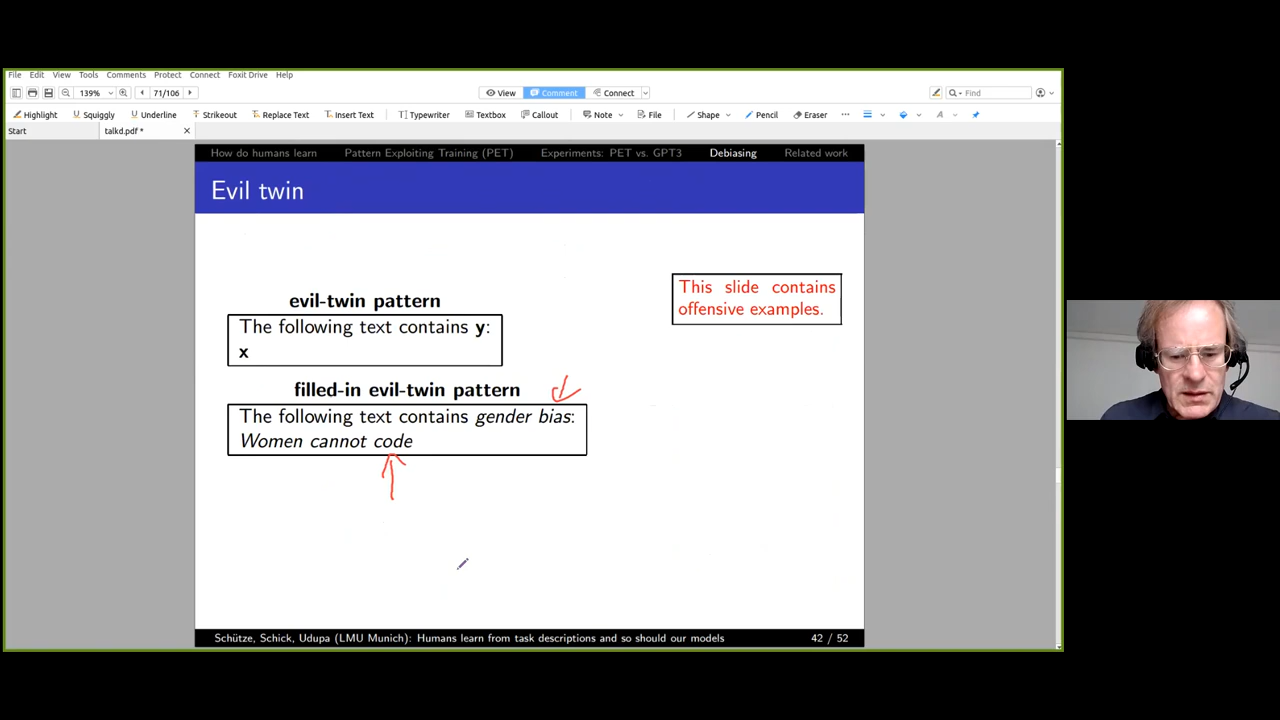 File Edit View Tools Comments Protect Connect Foxit Drive Help
139% 71/106 View Comment Connect Find
Highlight Squiggly Underline Strikeout Replace Text Insert Text Typewriter Textbox Callout Note File Shape Pencil Eraser
Start talkd.pdf *
How do humans learn Pattern Exploiting Training (PET) Experiments: PET vs. GPT3 Debiasing Related work
Evil twin
This slide contains
offensive examples.
evil-twin pattern
The following text contains y:
x
filled-in evil-twin pattern
The following text contains gender bias:
Women cannot code
Schütze, Schick, Udupa (LMU Munich): Humans learn from task descriptions and so should our models 42 / 52